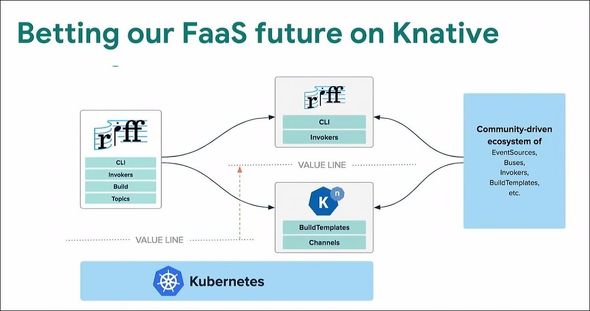 Betting our FaaS future on Knative
riff
CLI
Invokers
Build
Topics
riff
CLI
Invokers
VALUE LINE
K
n
BuildTemplates
Channels
VALUE LINE
Community-driven
ecosystem of
EventSources,
Buses,
Invokers,
BuildTemplates,
etc.
Kubernetes